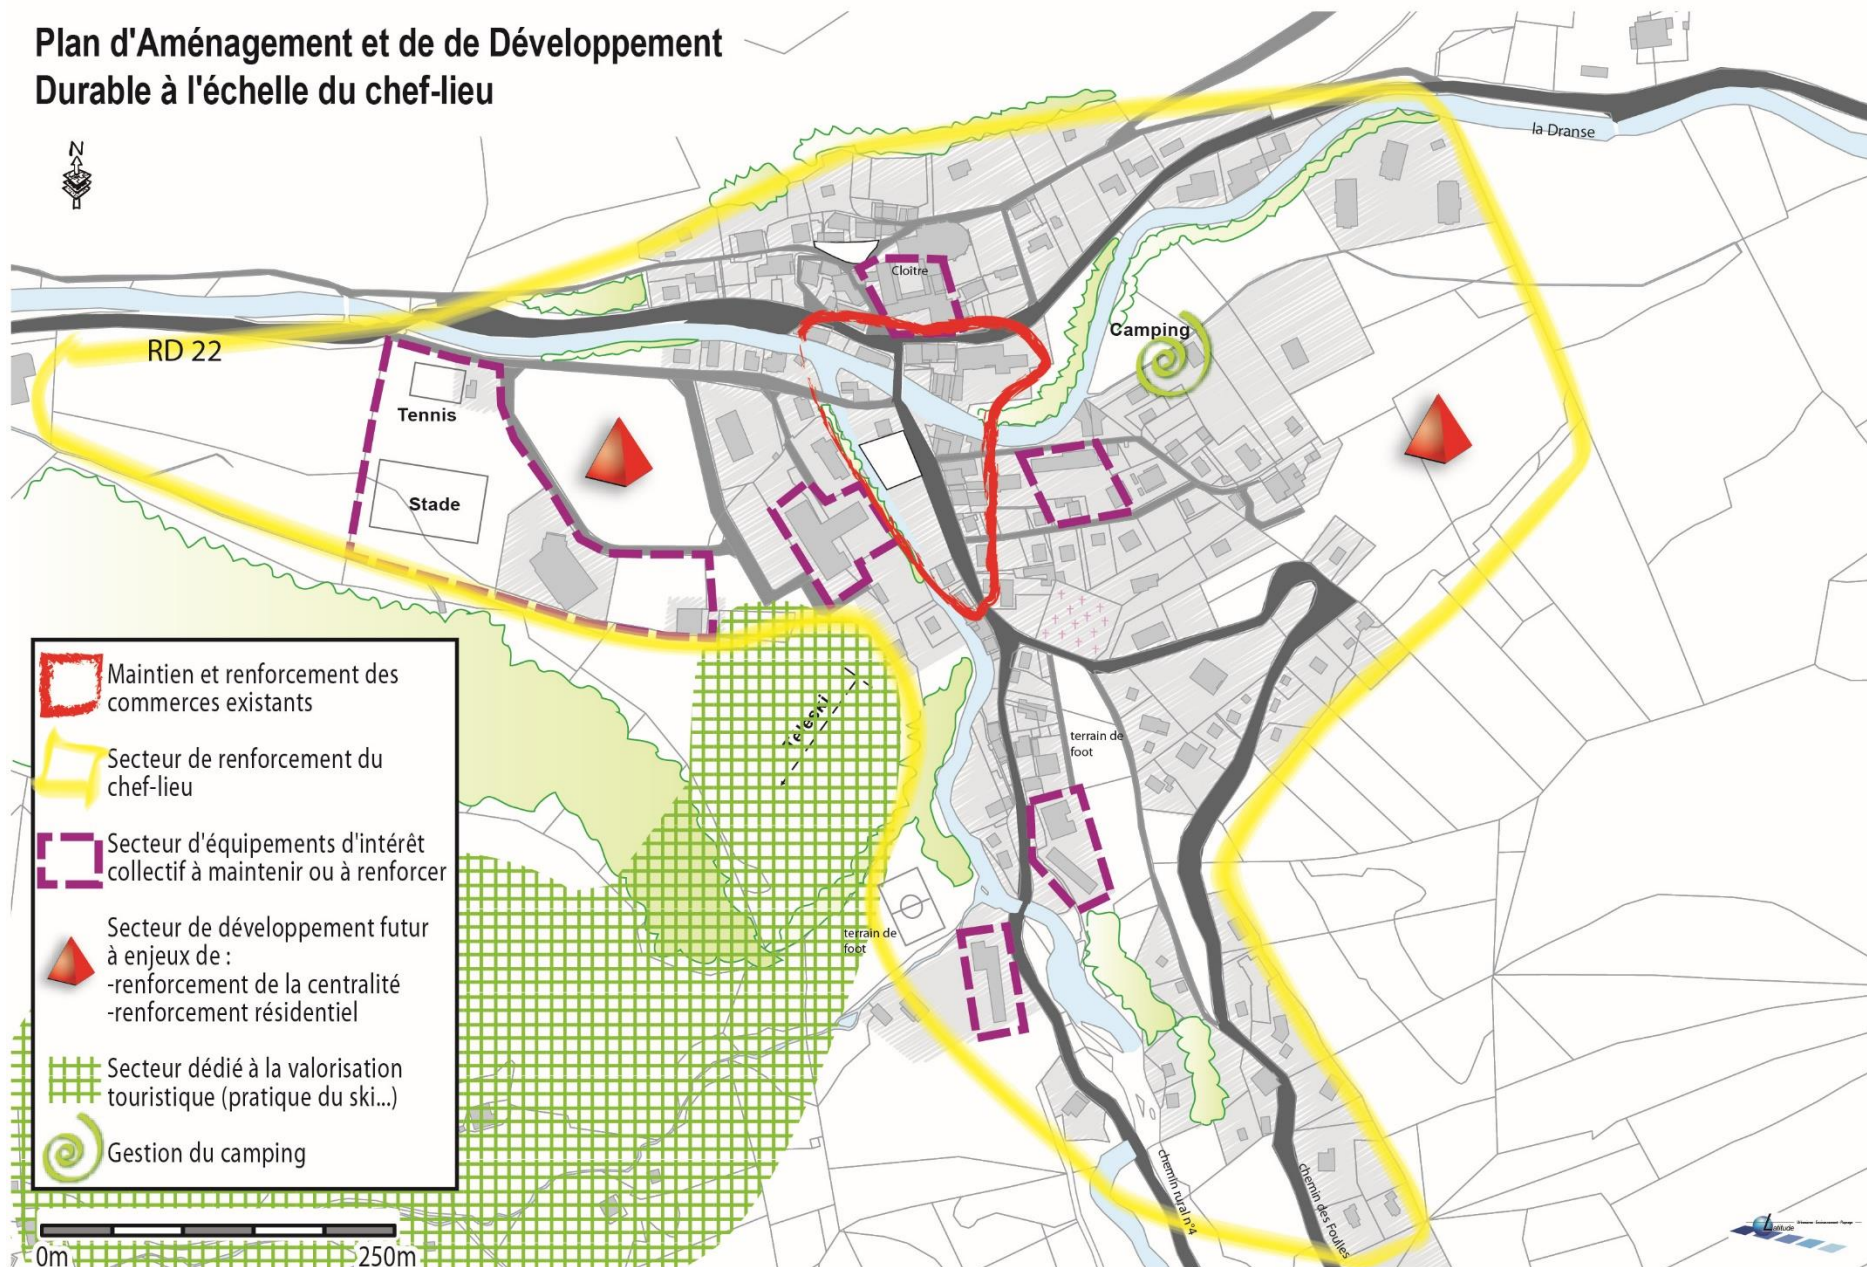 Plan d'Aménagement et de de Développement
Durable à l'échelle du chef-lieu
N
la Dranse
Cloître
Camping
RD 22
Tennis
Stade
Téléski
terrain de
foot
terrain de
foot
chemin rural n°4
chemin des Foulles
Maintien et renforcement des
commerces existants
Secteur de renforcement du
chef-lieu
Secteur d'équipements d'intérêt
collectif à maintenir ou à renforcer
Secteur de développement futur
à enjeux de :
-renforcement de la centralité
-renforcement résidentiel
Secteur dédié à la valorisation
touristique (pratique du ski...)
Gestion du camping
0m
250m
Latitude